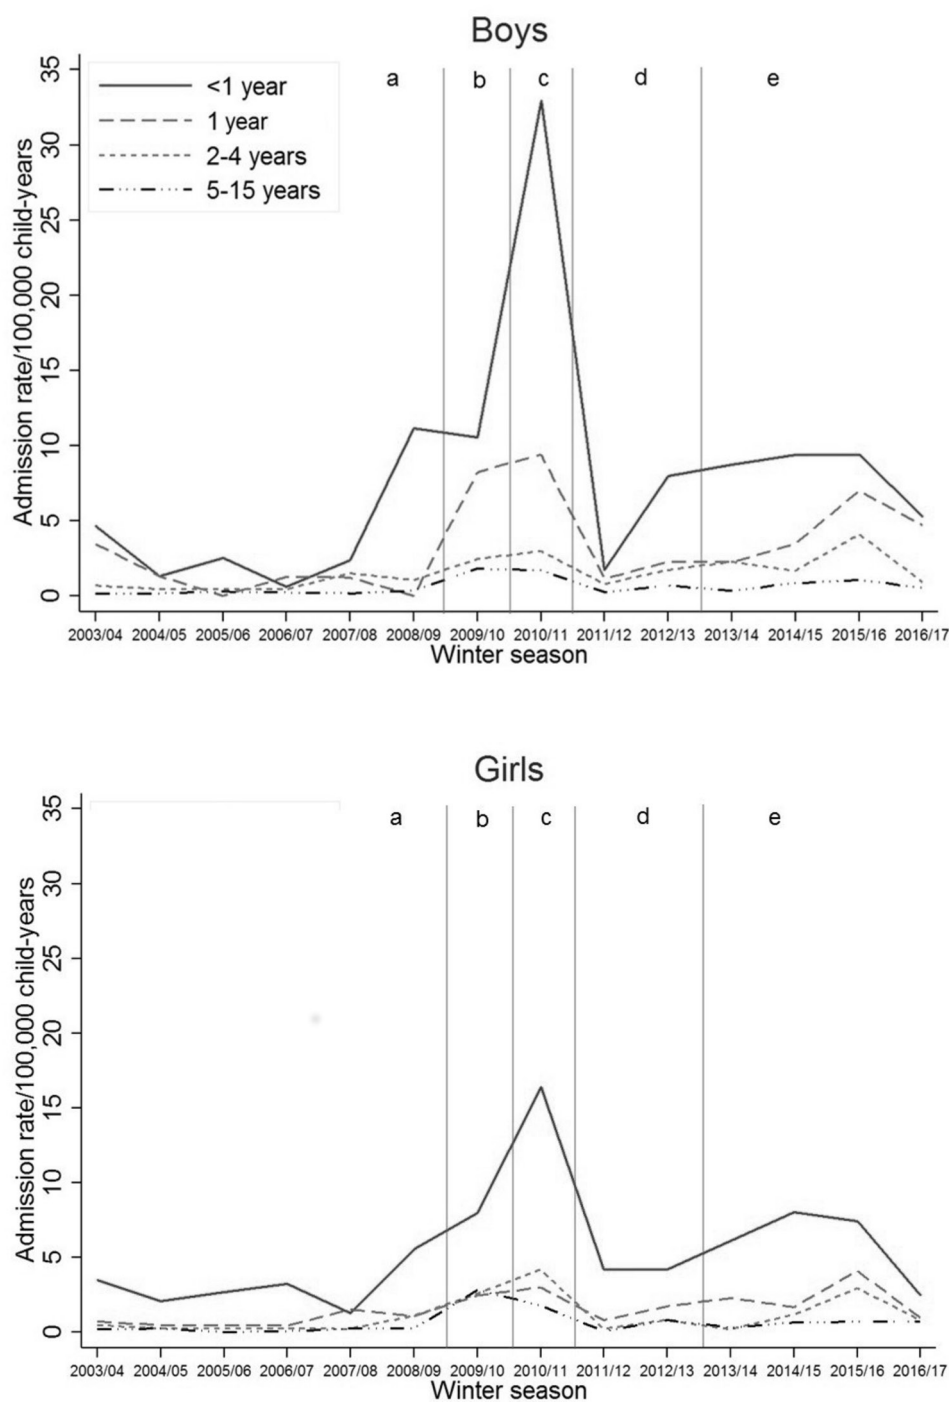 Boys
<1 year
1 year
2-4 years
5-15 years
a b c d e
Admission rate/100,000 child-years
35
30
25
20
15
10
5
0
2003/04 2004/05 2005/06 2006/07 2007/08 2008/09 2009/10 2010/11 2011/12 2012/13 2013/14 2014/15 2015/16 2016/17
Winter season
Girls
a b c d e
Admission rate/100,000 child-years
35
30
25
20
15
10
5
0
2003/04 2004/05 2005/06 2006/07 2007/08 2008/09 2009/10 2010/11 2011/12 2012/13 2013/14 2014/15 2015/16 2016/17
Winter season